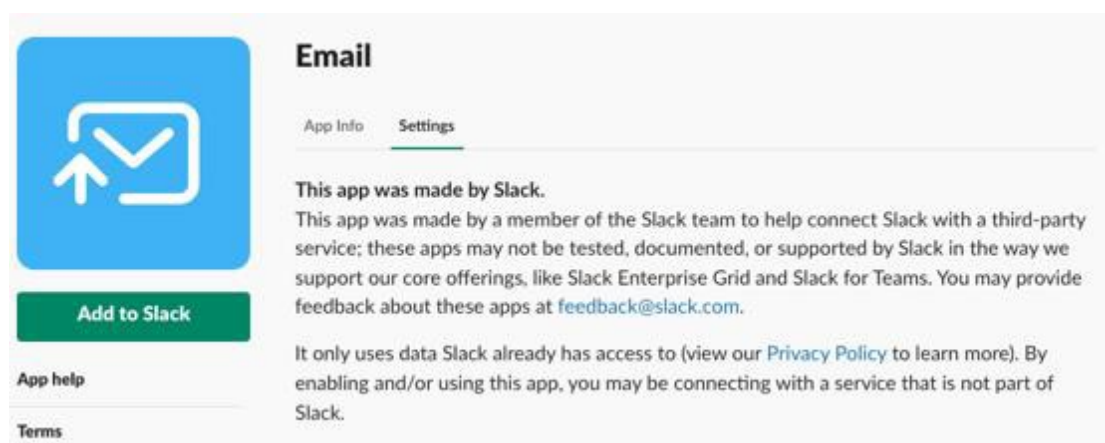 Email
App Info Settings
This app was made by Slack.
This app was made by a member of the Slack team to help connect Slack with a third-party
service; these apps may not be tested, documented, or supported by Slack in the way we
support our core offerings, like Slack Enterprise Grid and Slack for Teams. You may provide
feedback about these apps at feedback@slack.com.
It only uses data Slack already has access to (view our Privacy Policy to learn more). By
enabling and/or using this app, you may be connecting with a service that is not part of
Slack.
Add to Slack
App help
Terms